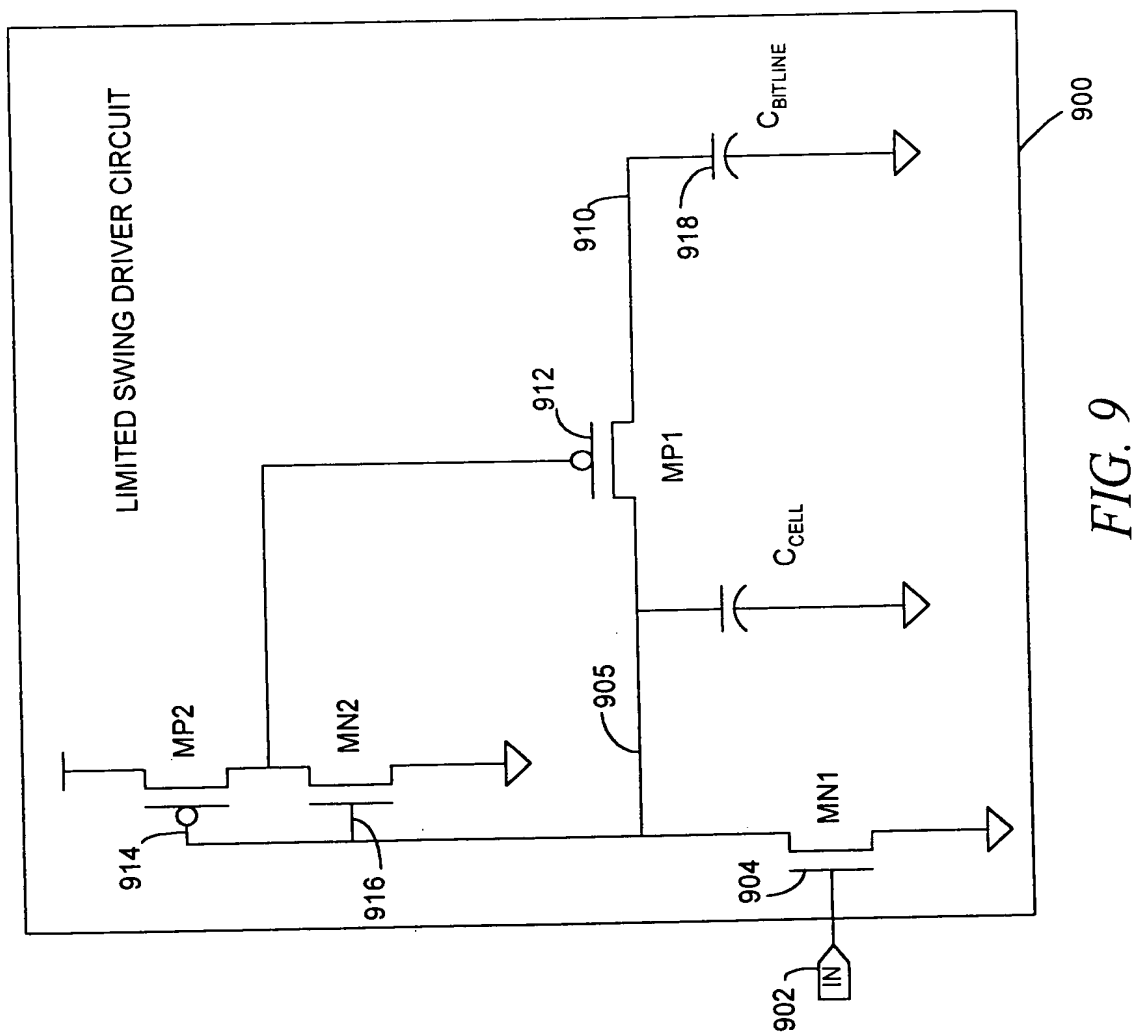 LIMITED SWING DRIVER CIRCUIT
MP2
914
MN2
916
912
MP1
910
918
C_BITLINE
905
C_CELL
904
MN1
902
IN
900
FIG. 9